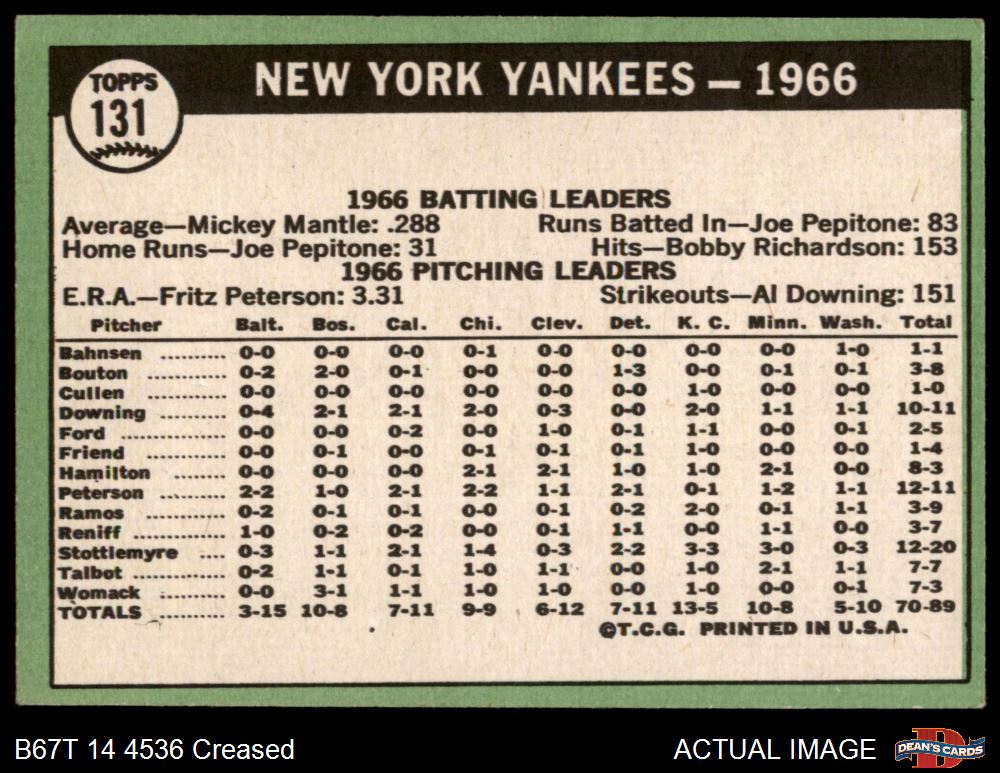 TOPPS
131
NEW YORK YANKEES — 1966
1966 BATTING LEADERS
Average—Mickey Mantle: .288 Runs Batted In—Joe Pepitone: 83
Home Runs—Joe Pepitone: 31 Hits—Bobby Richardson: 153
1966 PITCHING LEADERS
E.R.A.—Fritz Peterson: 3.31 Strikeouts—Al Downing: 151
Pitcher Balt. Bos. Cal. Chi. Clev. Det. K. C. Minn. Wash. Total
Bahnsen .......... 0-0 0-0 0-0 0-1 0-0 0-0 0-0 0-0 1-0 1-1
Bouton ............ 0-2 2-0 0-1 0-0 0-0 1-3 0-0 0-1 0-1 3-8
Cullen ............ 0-0 0-0 0-0 0-0 0-0 0-0 1-0 0-0 0-0 1-0
Downing .......... 0-4 2-1 2-1 2-0 0-3 0-0 2-0 1-1 1-1 10-11
Ford ................ 0-0 0-0 0-2 0-0 1-0 0-1 1-1 0-0 0-1 2-5
Friend ............ 0-0 0-1 0-0 0-1 0-1 0-1 1-0 0-0 0-0 1-4
Hamilton ........ 0-0 0-0 0-0 2-1 2-1 1-0 1-0 2-1 0-0 8-3
Peterson .......... 2-2 1-0 2-1 2-2 1-1 2-1 0-1 1-2 1-1 12-11
Ramos ............ 0-2 0-1 0-1 0-0 0-1 0-2 2-0 0-1 1-1 3-9
Reniff ............ 1-0 0-2 0-2 0-0 0-1 1-1 0-0 1-1 0-0 3-7
Stottlemyre .... 0-3 1-1 2-1 1-4 0-3 2-2 3-3 3-0 0-3 12-20
Talbot .............. 0-2 1-1 0-1 1-0 1-1 0-0 1-0 2-1 1-1 7-7
Womack .......... 0-0 3-1 1-1 1-0 1-0 0-0 1-0 0-0 0-1 7-3
TOTALS ............ 3-15 10-8 7-11 9-9 6-12 7-11 13-5 10-8 5-10 70-89
©T.C.G. PRINTED IN U.S.A.
B67T 14 4536 Creased ACTUAL IMAGE
D
DEAN'S CARDS